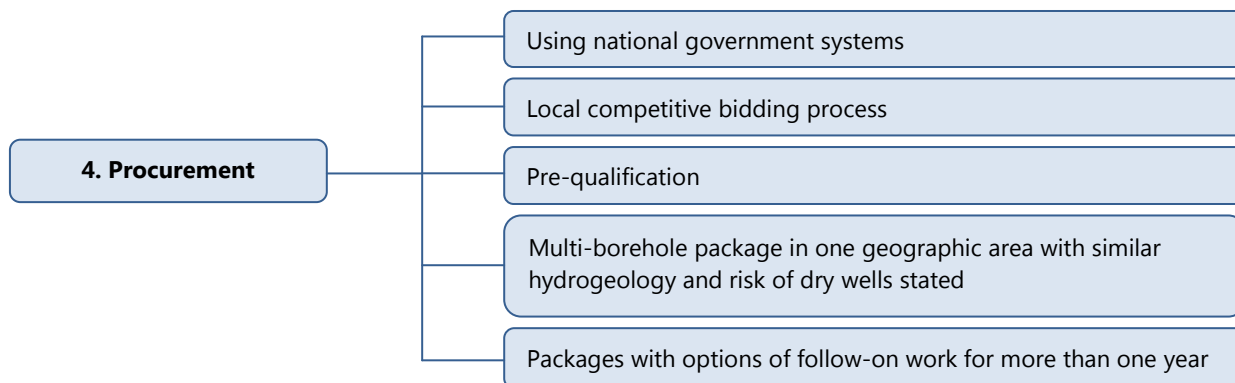 4. Procurement
Using national government systems
Local competitive bidding process
Pre-qualification
Multi-borehole package in one geographic area with similar
hydrogeology and risk of dry wells stated
Packages with options of follow-on work for more than one year